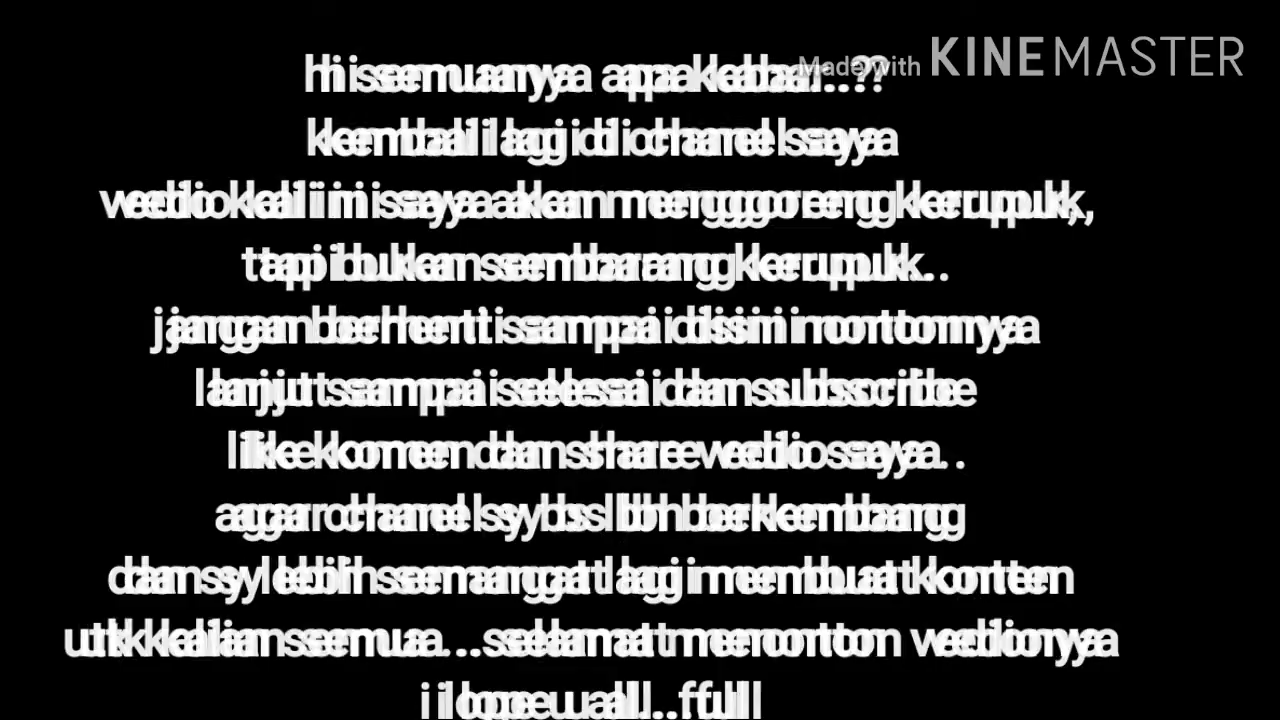 Made with KINEMASTER
hi semuanya apa kabar..??
kembali lagi di chanel saya
vedio kali ini saya akan menggoreng kerupuk,,
tapi bukan sembarang kerupuk..
jangan berhenti sampai disini nontonnya
lanjut sampai selesai dan subscribe
like komen dan share vedio saya..
agar chanel sy bs lbh berkembang
dan sy lebih semangat lagi membuat konten
utk kalian semua...selamat menonton vedionya
i lope u all...full